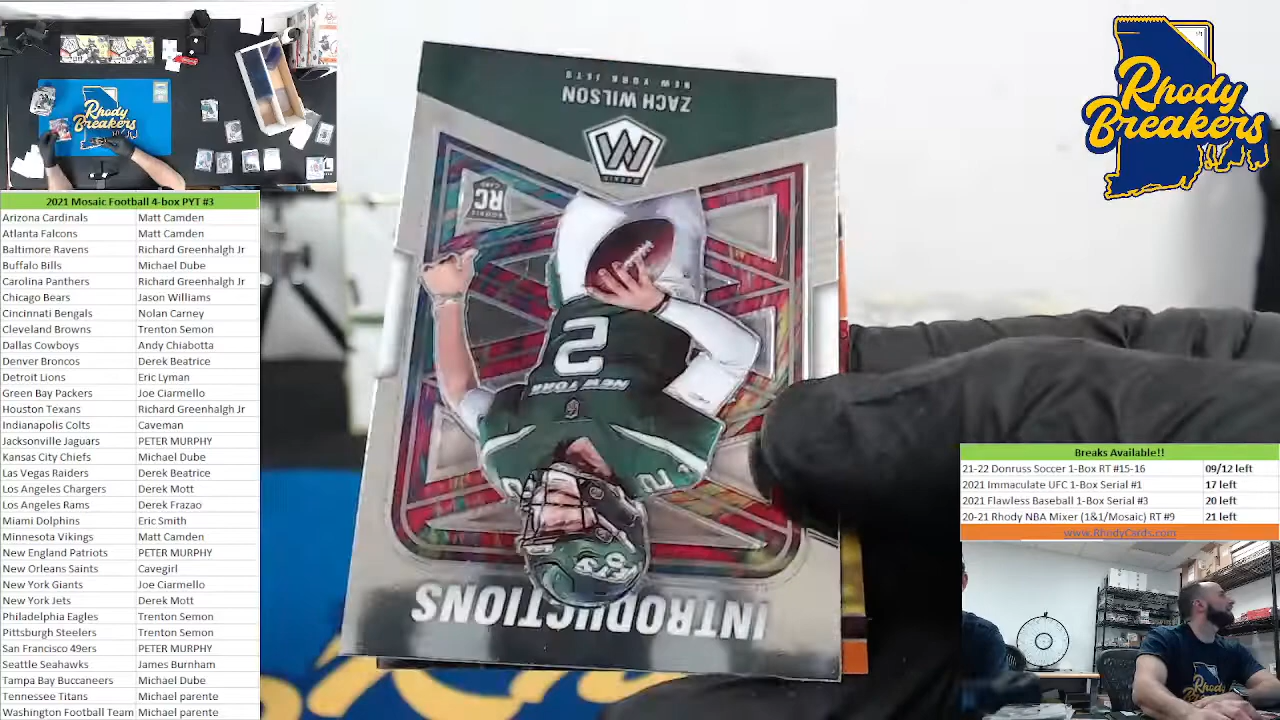 2021 Mosaic Football 4-box PYT #3
Arizona Cardinals Matt Camden
Atlanta Falcons Matt Camden
Baltimore Ravens Richard Greenhalgh Jr
Buffalo Bills Michael Dube
Carolina Panthers Richard Greenhalgh Jr
Chicago Bears Jason Williams
Cincinnati Bengals Nolan Carney
Cleveland Browns Trenton Semon
Dallas Cowboys Andy Chiabotta
Denver Broncos Derek Beatrice
Detroit Lions Eric Lyman
Green Bay Packers Joe Ciarmello
Houston Texans Richard Greenhalgh Jr
Indianapolis Colts Caveman
Jacksonville Jaguars PETER MURPHY
Kansas City Chiefs Michael Dube
Las Vegas Raiders Derek Beatrice
Los Angeles Chargers Derek Mott
Los Angeles Rams Derek Frazao
Miami Dolphins Eric Smith
Minnesota Vikings Matt Camden
New England Patriots PETER MURPHY
New Orleans Saints Cavegirl
New York Giants Joe Ciarmello
New York Jets Derek Mott
Philadelphia Eagles Trenton Semon
Pittsburgh Steelers Trenton Semon
San Francisco 49ers PETER MURPHY
Seattle Seahawks James Burnham
Tampa Bay Buccaneers Michael Dube
Tennessee Titans Michael parente
Washington Football Team Michael parente
Rhody
Breakers
NEW YORK JETS
ZACH WILSON
MOSAIC
RC
ROOKIE CARD
2
NEW YORK
2
INTRODUCTIONS
Rhody
Breakers
Breaks Available!!
21-22 Donruss Soccer 1-Box RT #15-16 09/12 left
2021 Immaculate UFC 1-Box Serial #1 17 left
2021 Flawless Baseball 1-Box Serial #3 20 left
20-21 Rhody NBA Mixer (1&1/Mosaic) RT #9 21 left
www.RhodyCards.com
Rhody